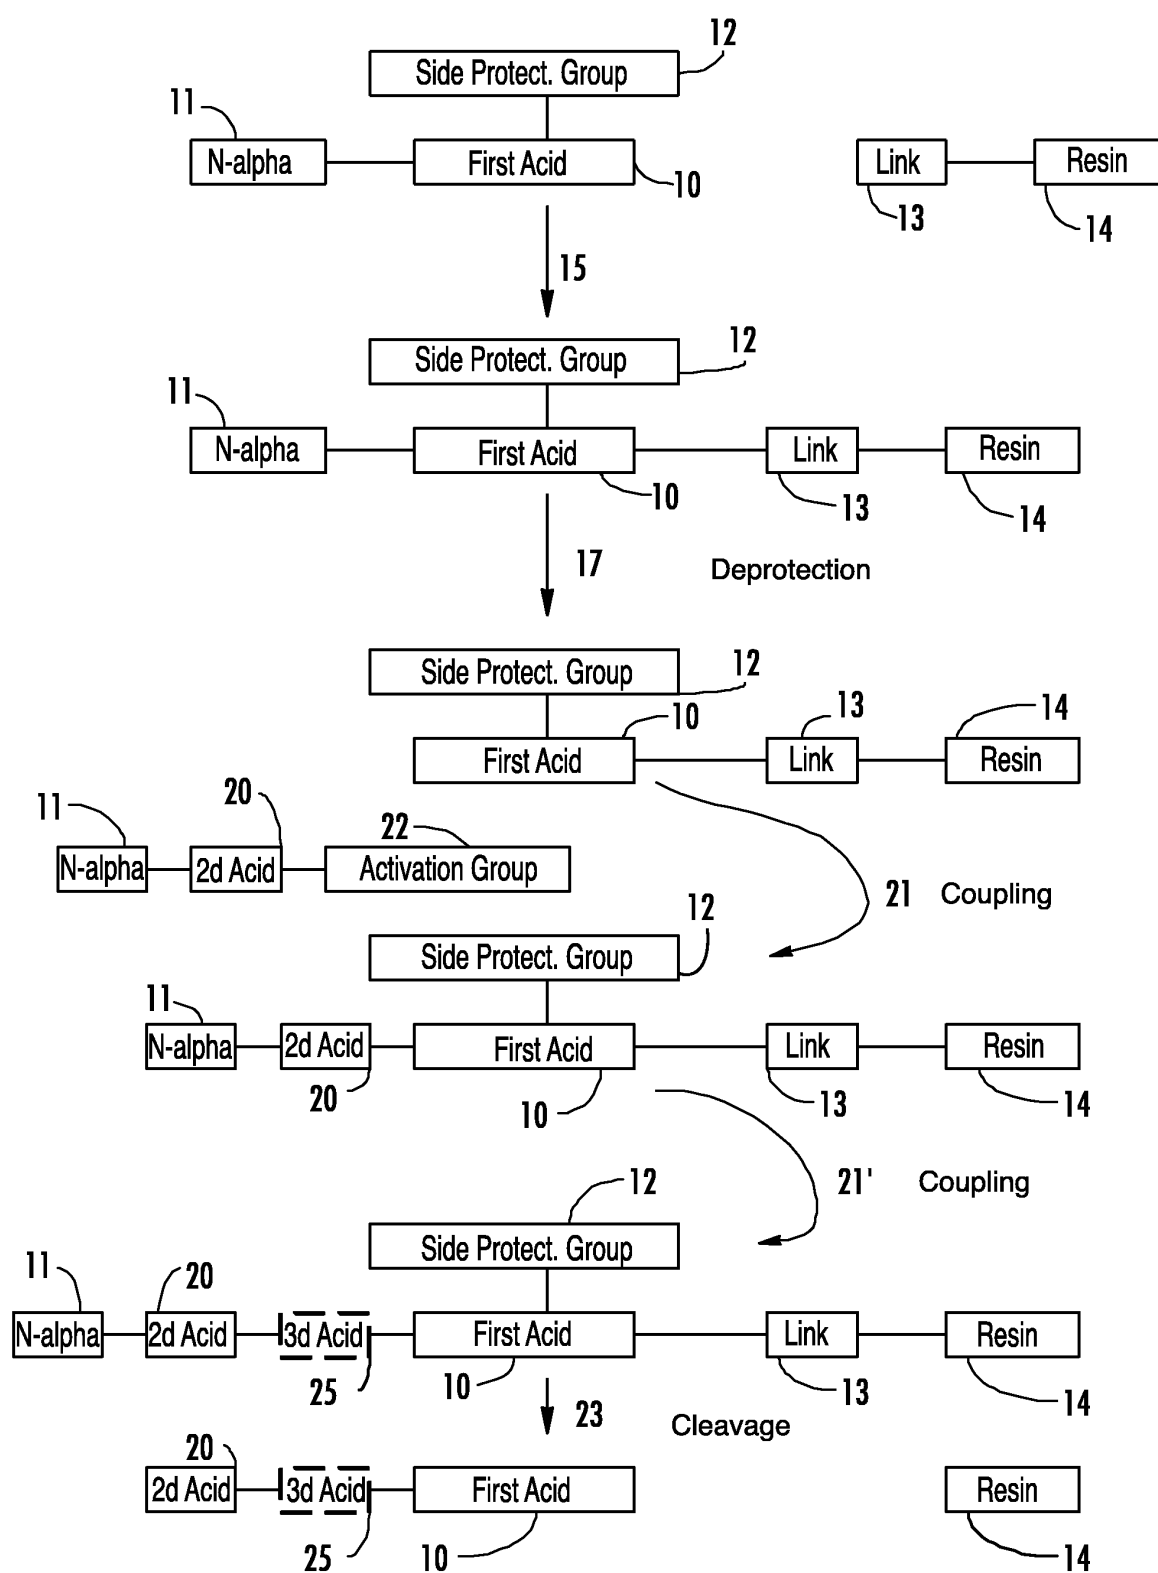 12
Side Protect. Group
11
N-alpha
First Acid
10
Link
Resin
13
14
15
Side Protect. Group
12
11
N-alpha
First Acid
Link
Resin
10
13
14
17
Deprotection
Side Protect. Group
12
10
13
14
First Acid
Link
Resin
11
20
22
N-alpha
2d Acid
Activation Group
21
Coupling
12
Side Protect. Group
11
N-alpha
2d Acid
First Acid
Link
Resin
20
10
13
14
21'
Coupling
12
Side Protect. Group
11
20
N-alpha
2d Acid
3d Acid
First Acid
Link
Resin
25
10
13
14
23
Cleavage
20
2d Acid
3d Acid
First Acid
Resin
25
10
14